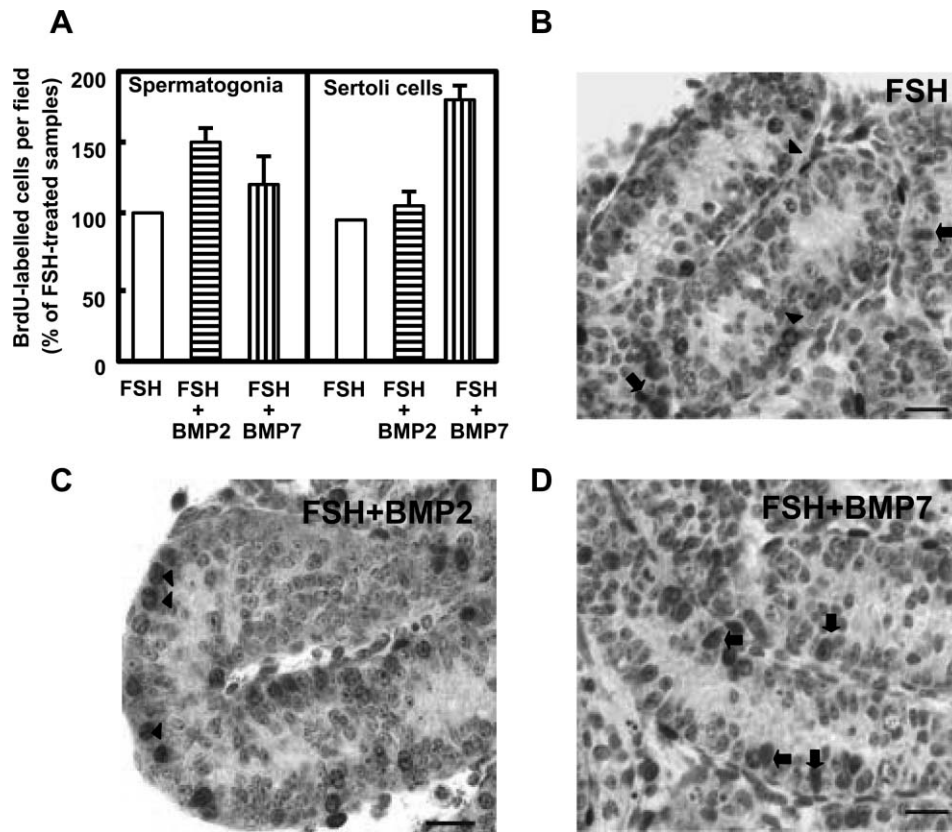 A
BrdU-labelled cells per field
(% of FSH-treated samples)
200
150
100
50
0
Spermatogonia
Sertoli cells
FSH
FSH
+
BMP2
FSH
+
BMP7
FSH
FSH
+
BMP2
FSH
+
BMP7
B
FSH
C
FSH+BMP2
D
FSH+BMP7